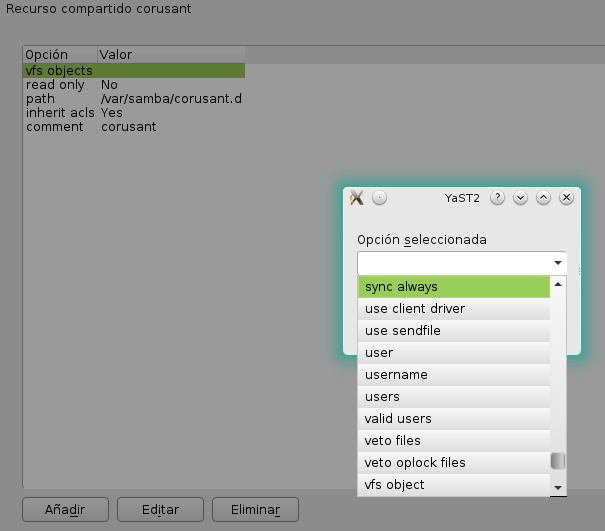 Recurso compartido corusant
Opción Valor
vfs objects
read only No
path /var/samba/corusant.d
inherit acls Yes
comment corusant
YaST2
Opción seleccionada
sync always
use client driver
use sendfile
user
username
users
valid users
veto files
veto oplock files
vfs object
Añadir Editar Eliminar